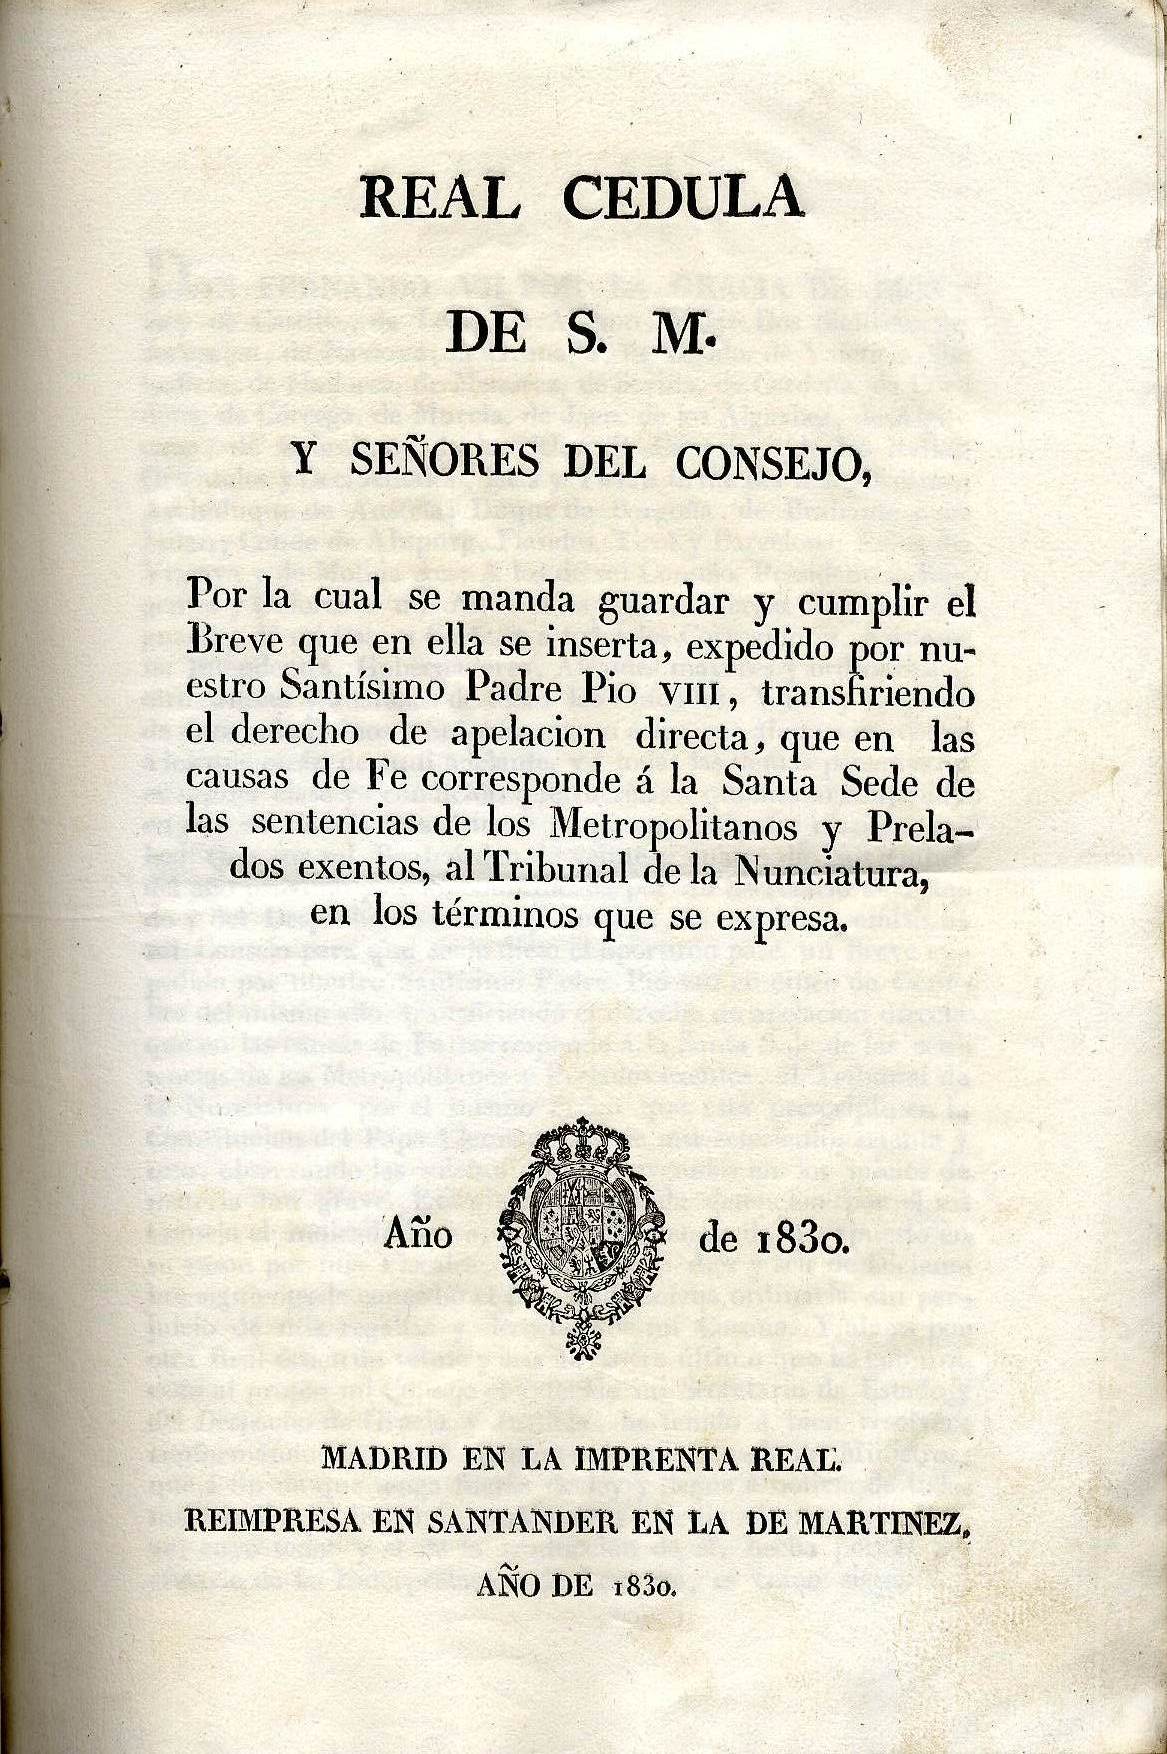 REAL CEDULA
DE S. M.
Y SEÑORES DEL CONSEJO,
Por la cual se manda guardar y cumplir el
Breve que en ella se inserta, expedido por nu-
estro Santísimo Padre Pio VIII, transfiriendo
el derecho de apelacion directa, que en las
causas de Fe corresponde á la Santa Sede de
las sentencias de los Metropolitanos y Prela-
dos exentos, al Tribunal de la Nunciatura,
en los términos que se expresa.
Año de 1830.
MADRID EN LA IMPRENTA REAL.
REIMPRESA EN SANTANDER EN LA DE MARTINEZ,
AÑO DE 1830.